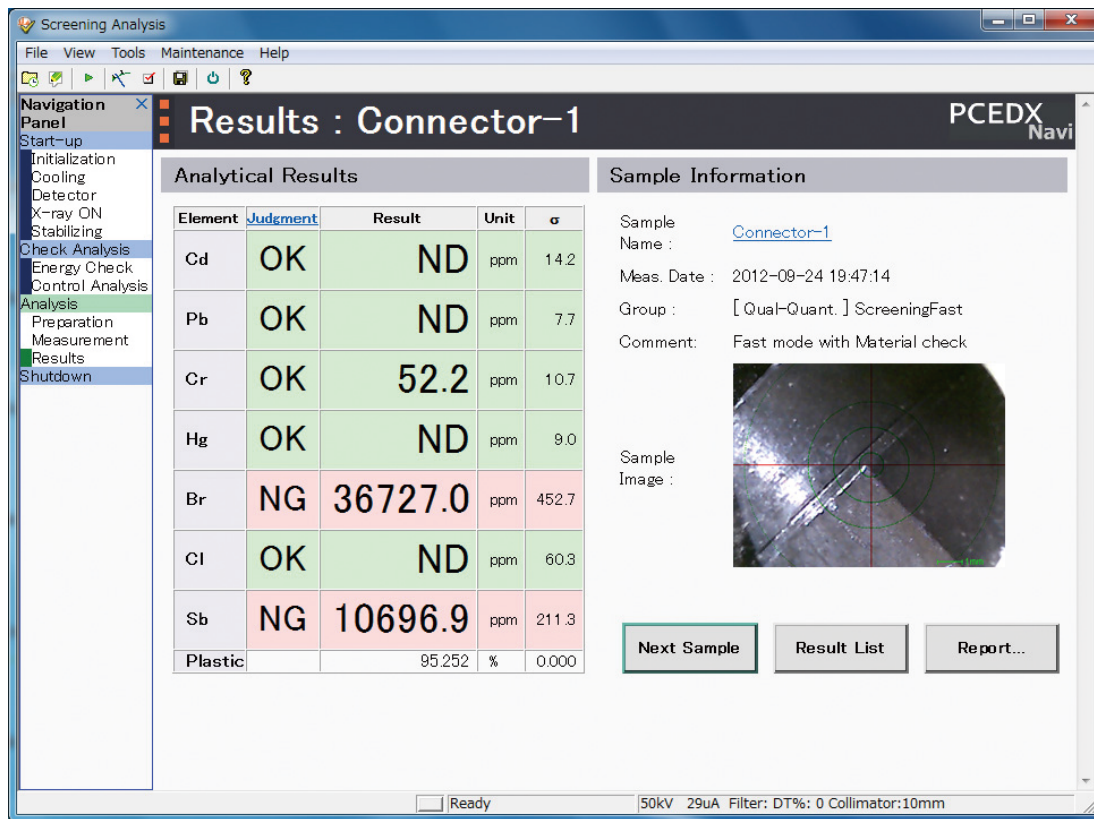 Screening Analysis
File View Tools Maintenance Help
Navigation Panel
Start-up
Initialization
Cooling
Detector
X-ray ON
Stabilizing
Check Analysis
Energy Check
Control Analysis
Analysis
Preparation
Measurement
Results
Shutdown
Results : Connector-1
PCEDX Navi
Analytical Results
Element Judgment Result Unit σ
Cd OK ND ppm 14.2
Pb OK ND ppm 7.7
Cr OK 52.2 ppm 10.7
Hg OK ND ppm 9.0
Br NG 36727.0 ppm 452.7
Cl OK ND ppm 60.3
Sb NG 10696.9 ppm 211.3
Plastic 95.252 % 0.000
Sample Information
Sample Name : Connector-1
Meas. Date : 2012-09-24 19:47:14
Group : [ Qual-Quant. ] ScreeningFast
Comment: Fast mode with Material check
Sample Image :
1mm
Next Sample Result List Report...
Ready 50kV 29uA Filter: DT%: 0 Collimator:10mm